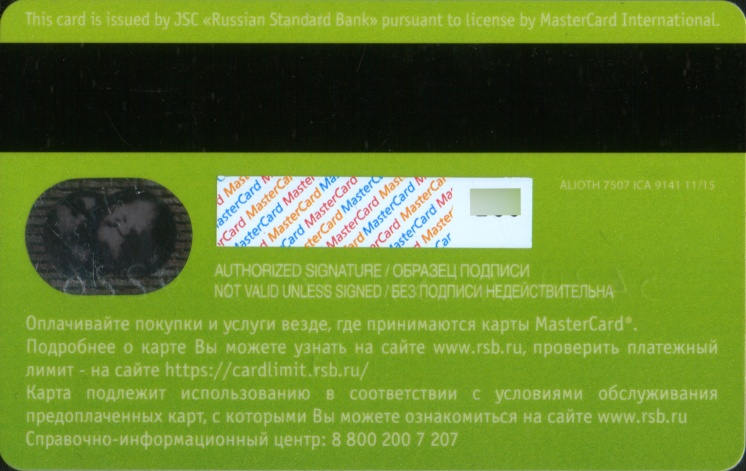 This card is issued by JSC «Russian Standard Bank» pursuant to license by MasterCard International.
ALIOTH 7507 ICA 9141 11/15
MasterCard MasterCard MasterCard
AUTHORIZED SIGNATURE / ОБРАЗЕЦ ПОДПИСИ
NOT VALID UNLESS SIGNED / БЕЗ ПОДПИСИ НЕДЕЙСТВИТЕЛЬНА
Оплачивайте покупки и услуги везде, где принимаются карты MasterCard®.
Подробнее о карте Вы можете узнать на сайте www.rsb.ru, проверить платежный
лимит - на сайте https://cardlimit.rsb.ru/
Карта подлежит использованию в соответствии с условиями обслуживания
предоплаченных карт, с которыми Вы можете ознакомиться на сайте www.rsb.ru
Справочно-информационный центр: 8 800 200 7 207